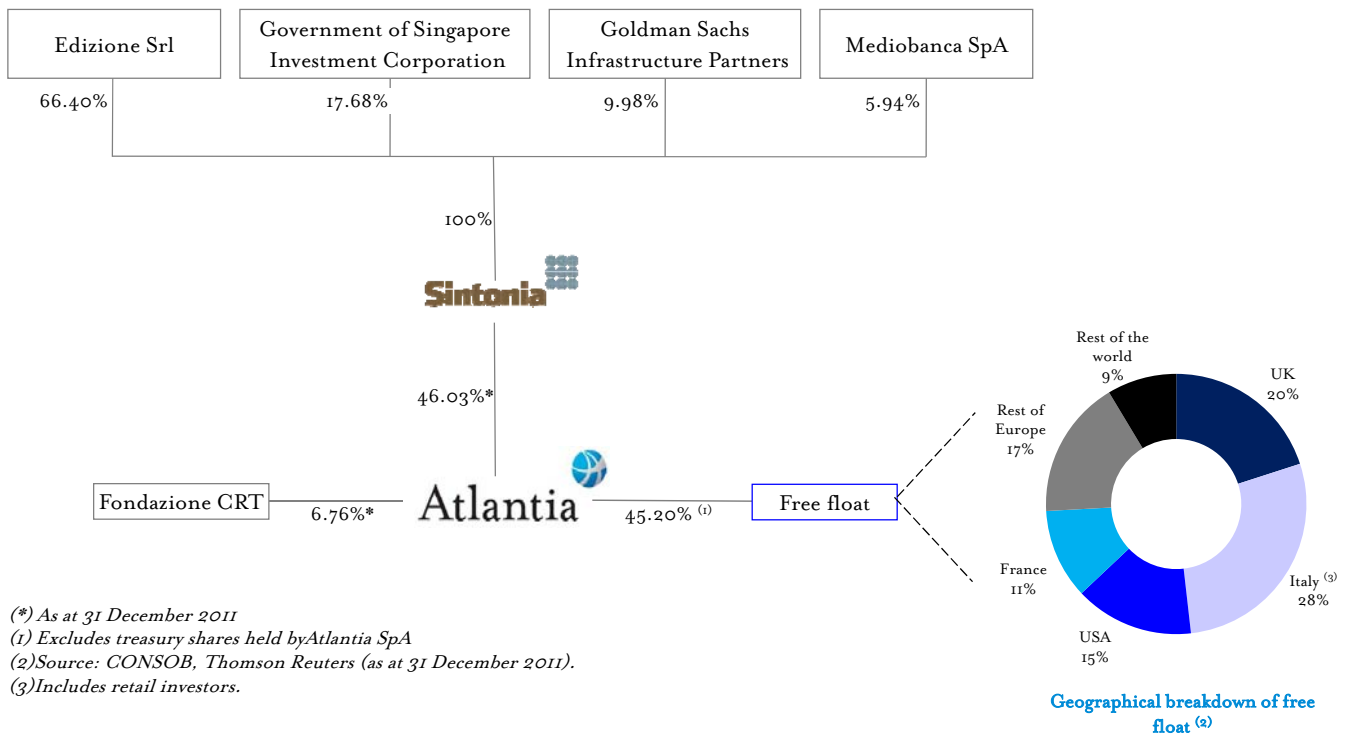 Edizione Srl
Government of Singapore
Investment Corporation
Goldman Sachs
Infrastructure Partners
Mediobanca SpA
66.40%
17.68%
9.98%
5.94%
100%
Sintonia
46.03%*
Fondazione CRT
6.76%*
Atlantia
45.20% (1)
Free float
Rest of the
world
9%
UK
20%
Rest of
Europe
17%
France
11%
Italy (3)
28%
USA
15%
Geographical breakdown of free
float (2)
(*) As at 31 December 2011
(1) Excludes treasury shares held byAtlantia SpA
(2)Source: CONSOB, Thomson Reuters (as at 31 December 2011).
(3)Includes retail investors.